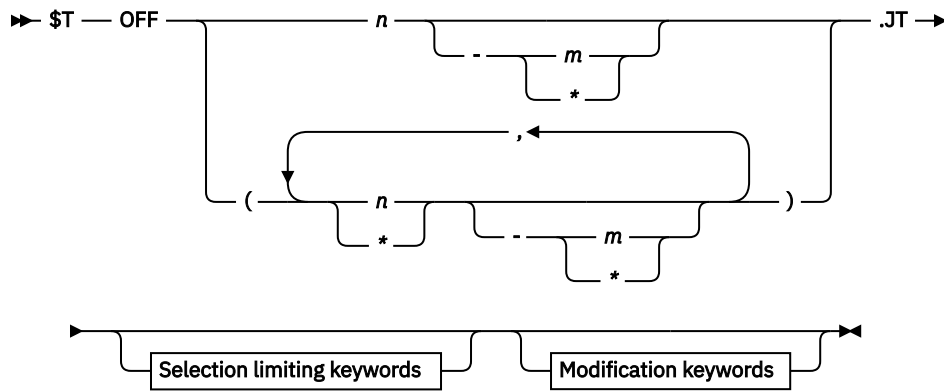 $T OFF n .JT
- m
*
,
( n )
* - m
*
Selection limiting keywords Modification keywords